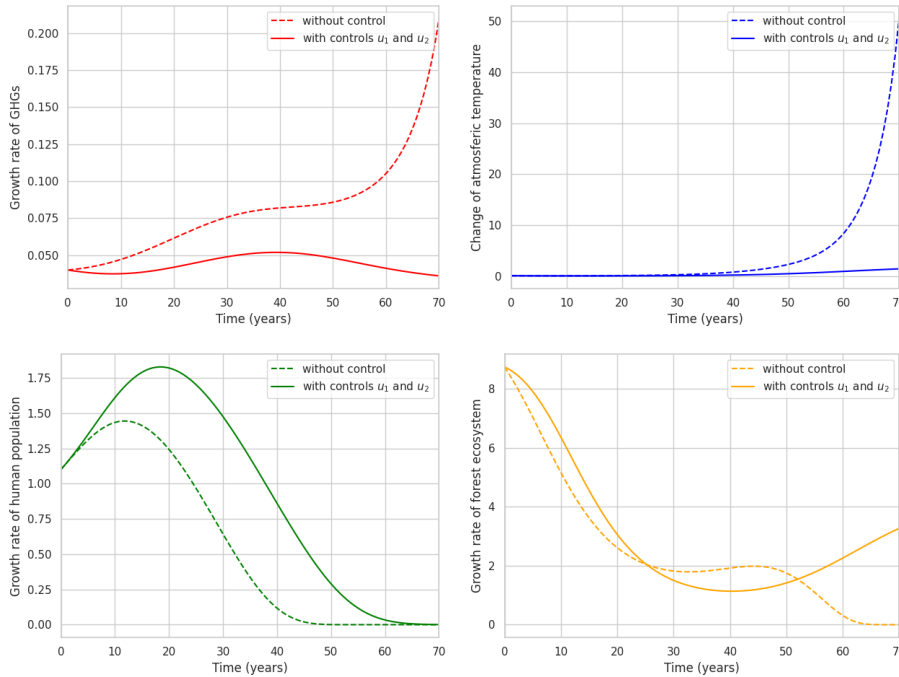 0.200
0.175
0.150
0.125
0.100
0.075
0.050
Growth rate of GHGs
without control
with controls u₁ and u₂
0 10 20 30 40 50 60 70
Time (years)
50
40
30
20
10
0
Change of atmosferic temperature
without control
with controls u₁ and u₂
0 10 20 30 40 50 60 70
Time (years)
1.75
1.50
1.25
1.00
0.75
0.50
0.25
0.00
Growth rate of human population
without control
with controls u₁ and u₂
0 10 20 30 40 50 60 70
Time (years)
8
6
4
2
0
Growth rate of forest ecosystem
without control
with controls u₁ and u₂
0 10 20 30 40 50 60 70
Time (years)